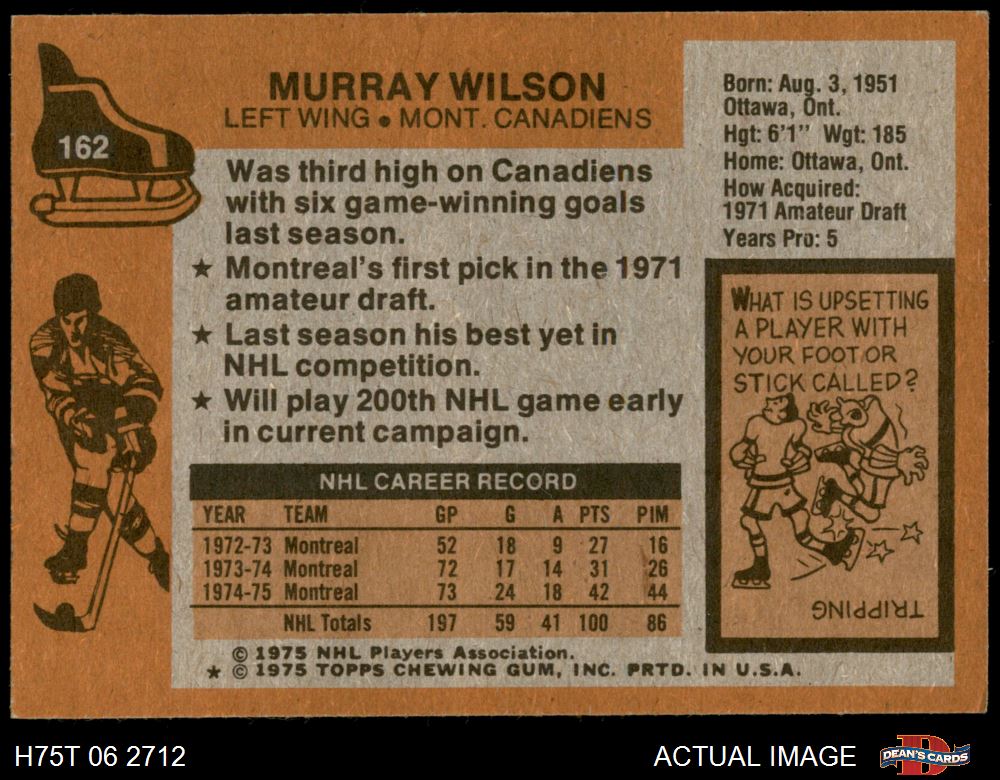 162
MURRAY WILSON
LEFT WING • MONT. CANADIENS
Was third high on Canadiens
with six game-winning goals
last season.
★ Montreal's first pick in the 1971
amateur draft.
★ Last season his best yet in
NHL competition.
★ Will play 200th NHL game early
in current campaign.
NHL CAREER RECORD
YEAR TEAM GP G A PTS PIM
1972-73 Montreal 52 18 9 27 16
1973-74 Montreal 72 17 14 31 26
1974-75 Montreal 73 24 18 42 44
NHL Totals 197 59 41 100 86
© 1975 NHL Players Association.
★ © 1975 TOPPS CHEWING GUM, INC. PRTD. IN U.S.A.
Born: Aug. 3, 1951
Ottawa, Ont.
Hgt: 6'1" Wgt: 185
Home: Ottawa, Ont.
How Acquired:
1971 Amateur Draft
Years Pro: 5
WHAT IS UPSETTING
A PLAYER WITH
YOUR FOOT OR
STICK CALLED?
TRIPPING
H75T 06 2712
ACTUAL IMAGE
DEAN'S CARDS